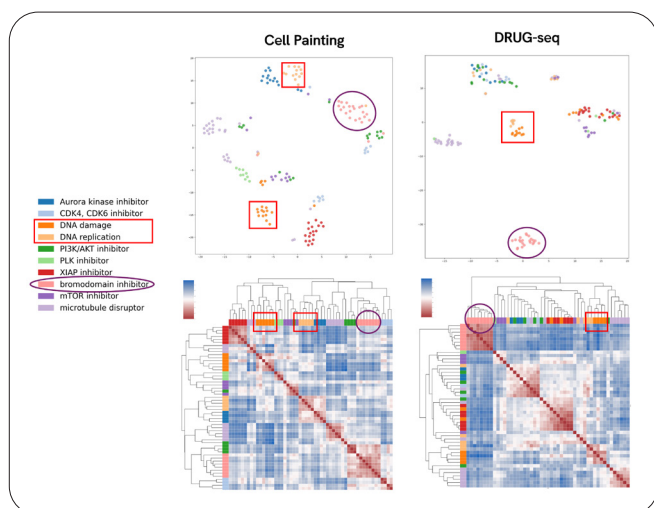 Cell Painting
DRUG-seq
Aurora kinase inhibitor
CDK4, CDK6 inhibitor
DNA damage
DNA replication
PI3K/AKT inhibitor
PLK inhibitor
XIAP inhibitor
bromodomain inhibitor
mTOR inhibitor
microtubule disruptor